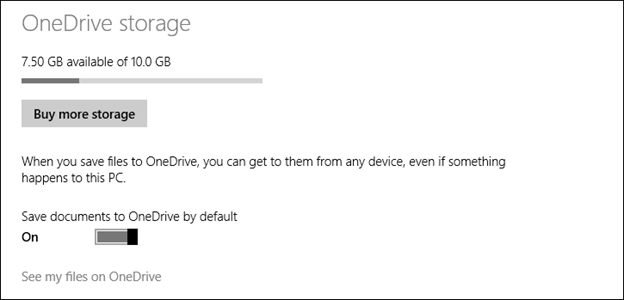 OneDrive storage
7.50 GB available of 10.0 GB
Buy more storage
When you save files to OneDrive, you can get to them from any device, even if something
happens to this PC.
Save documents to OneDrive by default
On
See my files on OneDrive